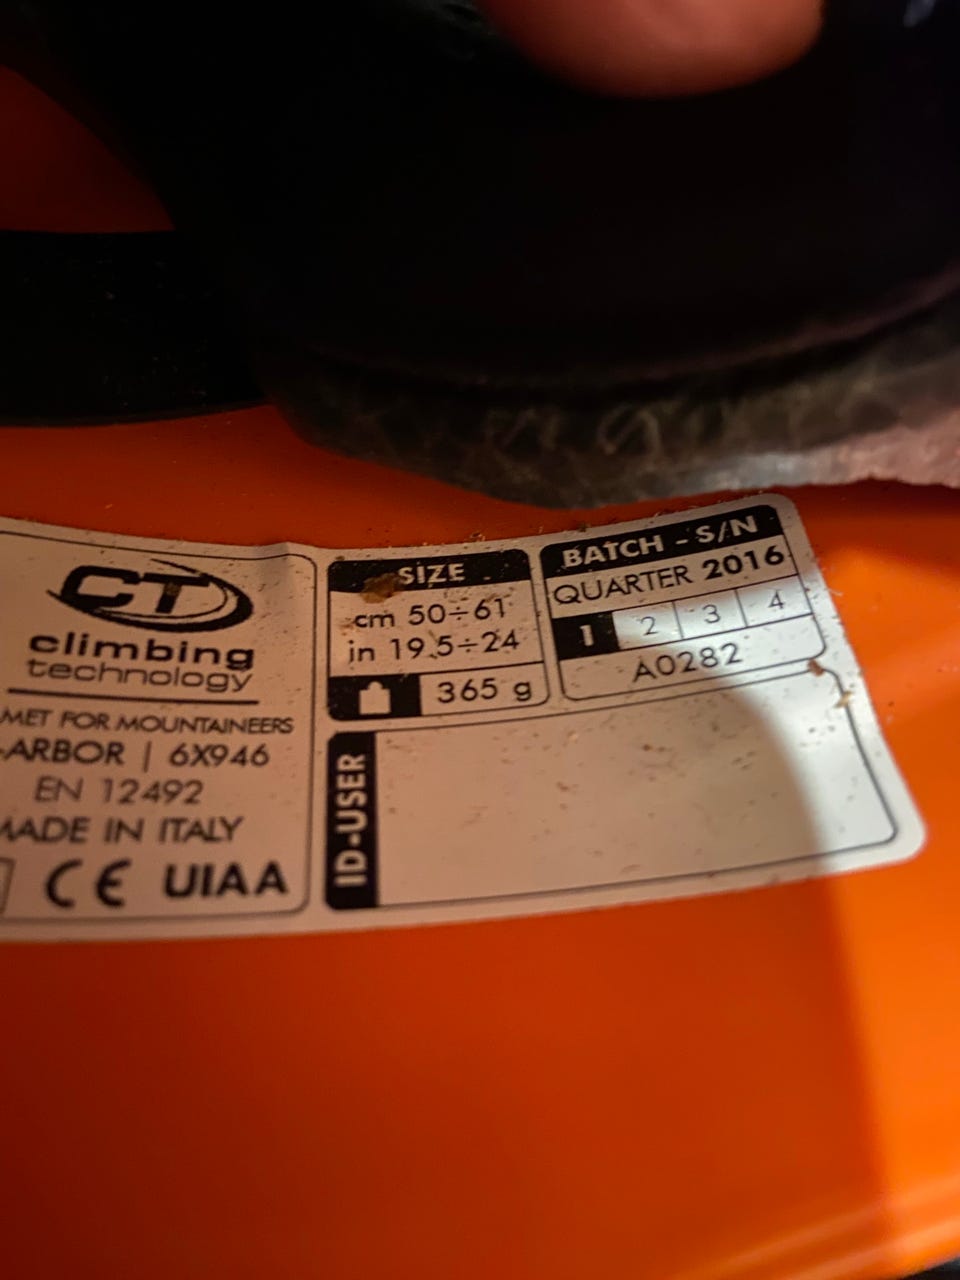 CT
climbing
technology
MET FOR MOUNTAINEERS
-ARBOR | 6X946
EN 12492
MADE IN ITALY
CE UIAA
SIZE
cm 50÷61
in 19.5÷24
365 g
BATCH - S/N
QUARTER 2016
1 2 3 4
A0282
ID-USER